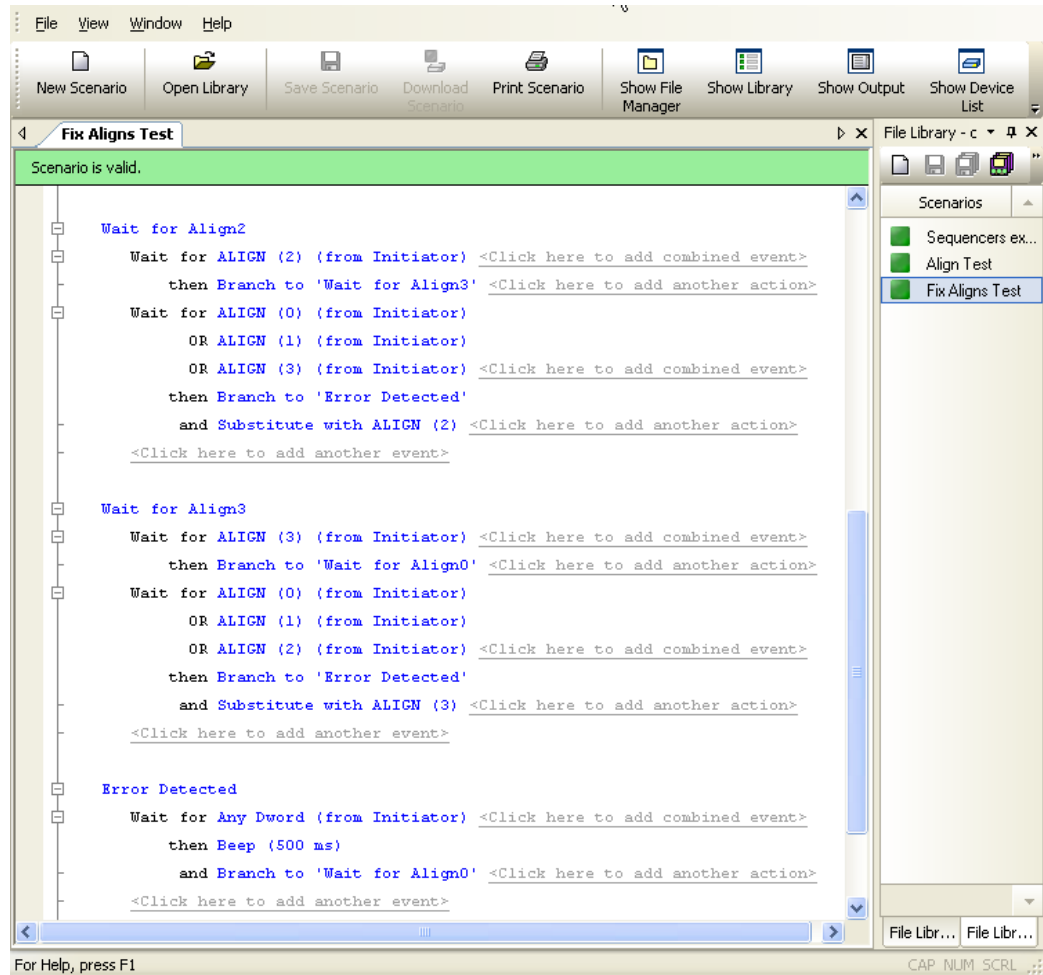 File View Window Help
New Scenario Open Library Save Scenario Download Scenario Print Scenario Show File Manager Show Library Show Output Show Device List
Fix Aligns Test
File Library - c
Scenario is valid.
Scenarios
Sequencers ex...
Align Test
Fix Aligns Test
Wait for Align2
Wait for ALIGN (2) (from Initiator) <Click here to add combined event>
then Branch to 'Wait for Align3' <Click here to add another action>
Wait for ALIGN (0) (from Initiator)
OR ALIGN (1) (from Initiator)
OR ALIGN (3) (from Initiator) <Click here to add combined event>
then Branch to 'Error Detected'
and Substitute with ALIGN (2) <Click here to add another action>
<Click here to add another event>
Wait for Align3
Wait for ALIGN (3) (from Initiator) <Click here to add combined event>
then Branch to 'Wait for Align0' <Click here to add another action>
Wait for ALIGN (0) (from Initiator)
OR ALIGN (1) (from Initiator)
OR ALIGN (2) (from Initiator) <Click here to add combined event>
then Branch to 'Error Detected'
and Substitute with ALIGN (3) <Click here to add another action>
<Click here to add another event>
Error Detected
Wait for Any Dword (from Initiator) <Click here to add combined event>
then Beep (500 ms)
and Branch to 'Wait for Align0' <Click here to add another action>
<Click here to add another event>
File Libr... File Libr...
For Help, press F1
CAP NUM SCRL